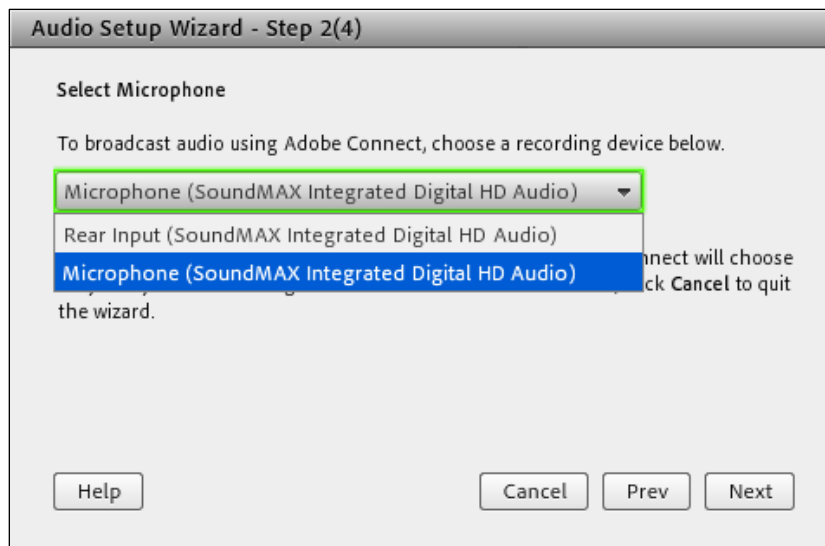 Audio Setup Wizard - Step 2(4)
Select Microphone
To broadcast audio using Adobe Connect, choose a recording device below.
Microphone (SoundMAX Integrated Digital HD Audio)
Rear Input (SoundMAX Integrated Digital HD Audio)
Microphone (SoundMAX Integrated Digital HD Audio)
will choose
Cancel to quit
the wizard.
Help
Cancel
Prev
Next